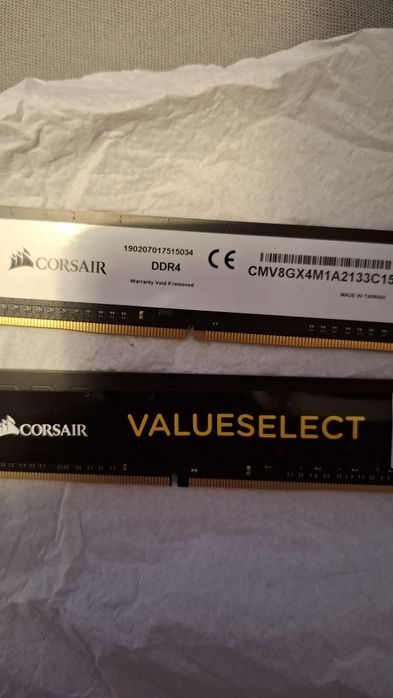 CORSAIR
190207017515034
DDR4
Warranty Void if removed
CE
CMV8GX4M1A2133C15
MADE IN TAIWAN
CORSAIR
VALUESELECT